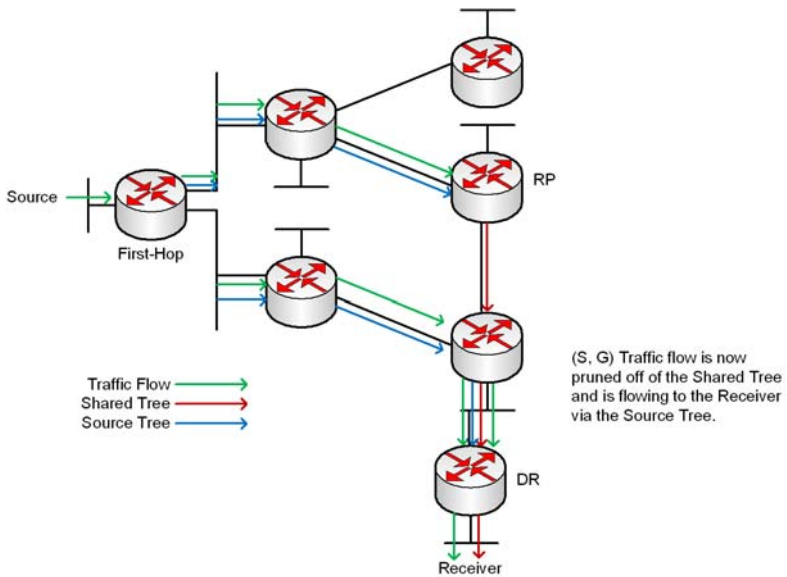 RP
Source
First-Hop
(S, G) Traffic flow is now
pruned off of the Shared Tree
and is flowing to the Receiver
via the Source Tree.
Traffic Flow
Shared Tree
Source Tree
DR
Receiver